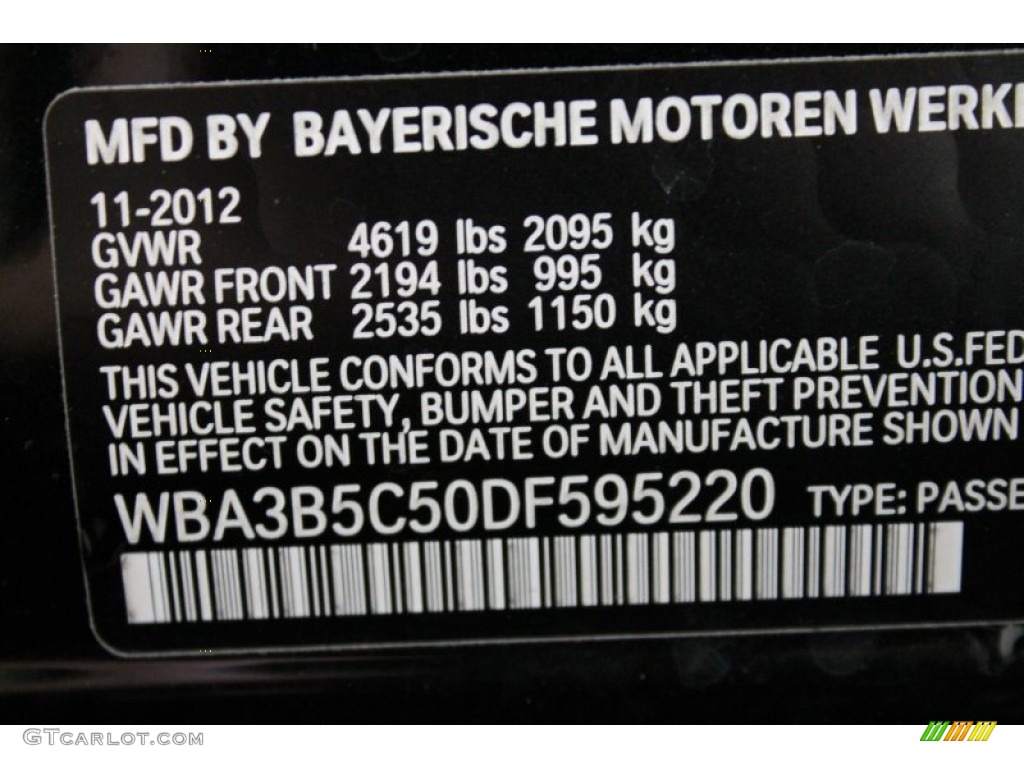 MFD BY BAYERISCHE MOTOREN WERKE
11-2012
GVWR 4619 lbs 2095 kg
GAWR FRONT 2194 lbs 995 kg
GAWR REAR 2535 lbs 1150 kg
THIS VEHICLE CONFORMS TO ALL APPLICABLE U.S.FED
VEHICLE SAFETY, BUMPER AND THEFT PREVENTION
IN EFFECT ON THE DATE OF MANUFACTURE SHOWN
WBA3B5C50DF595220 TYPE: PASSE
GTCARLOT.COM